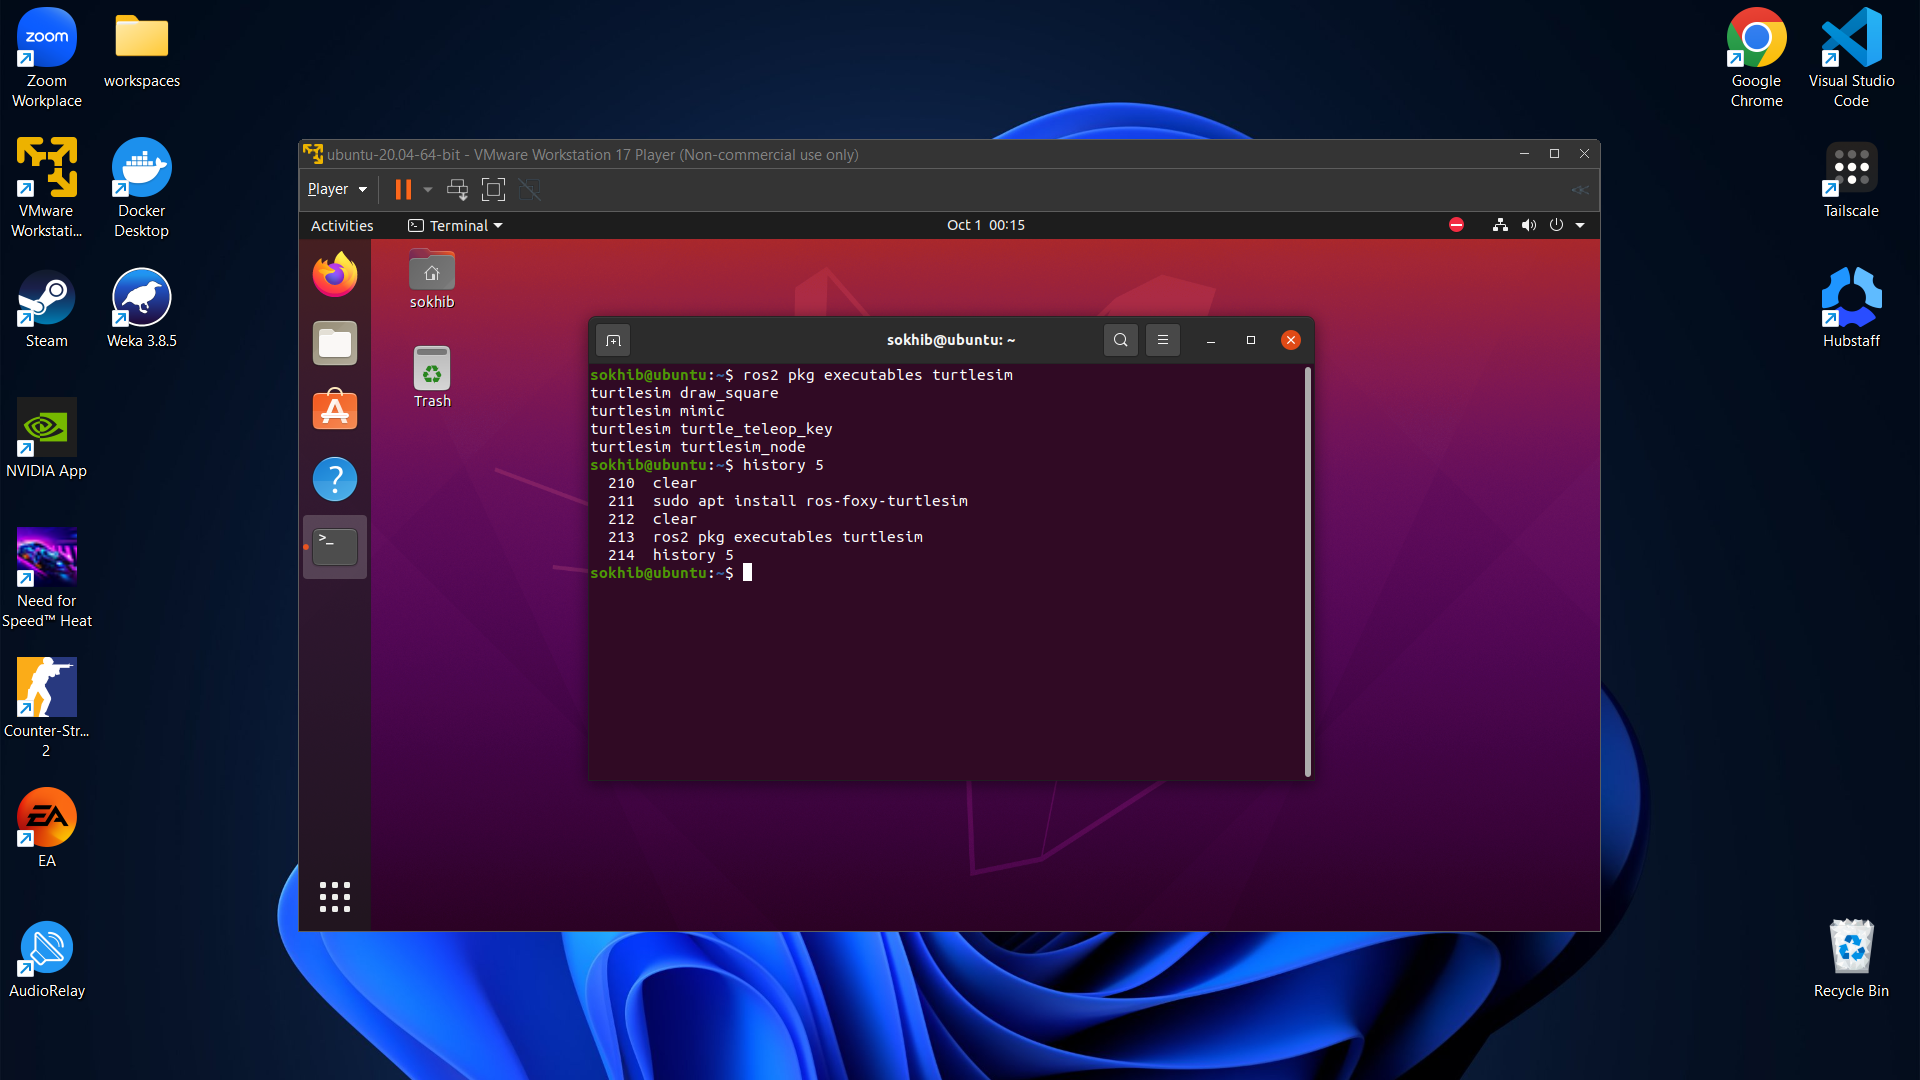 zoom
Zoom
Workplace
workspaces
VMware
Workstati...
Docker
Desktop
Steam
Weka 3.8.5
NVIDIA App
Need for
Speed™ Heat
Counter-Str...
2
EA
EA
AudioRelay
ubuntu-20.04-64-bit - VMware Workstation 17 Player (Non-commercial use only)
Player
Activities
Terminal
Oct 1 00:15
sokhib
Trash
sokhib@ubuntu: ~
sokhib@ubuntu:~$ ros2 pkg executables turtlesim
turtlesim draw_square
turtlesim mimic
turtlesim turtle_teleop_key
turtlesim turtlesim_node
sokhib@ubuntu:~$ history 5
210 clear
211 sudo apt install ros-foxy-turtlesim
212 clear
213 ros2 pkg executables turtlesim
214 history 5
sokhib@ubuntu:~$
Google
Chrome
Visual Studio
Code
Tailscale
Hubstaff
Recycle Bin